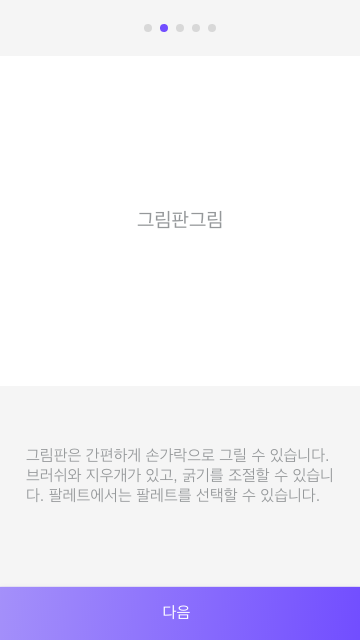 그림판그림
그림판은 간편하게 손가락으로 그릴 수 있습니다.
브러쉬와 지우개가 있고, 굵기를 조절할 수 있습니
다. 팔레트에서는 팔레트를 선택할 수 있습니다.
다음